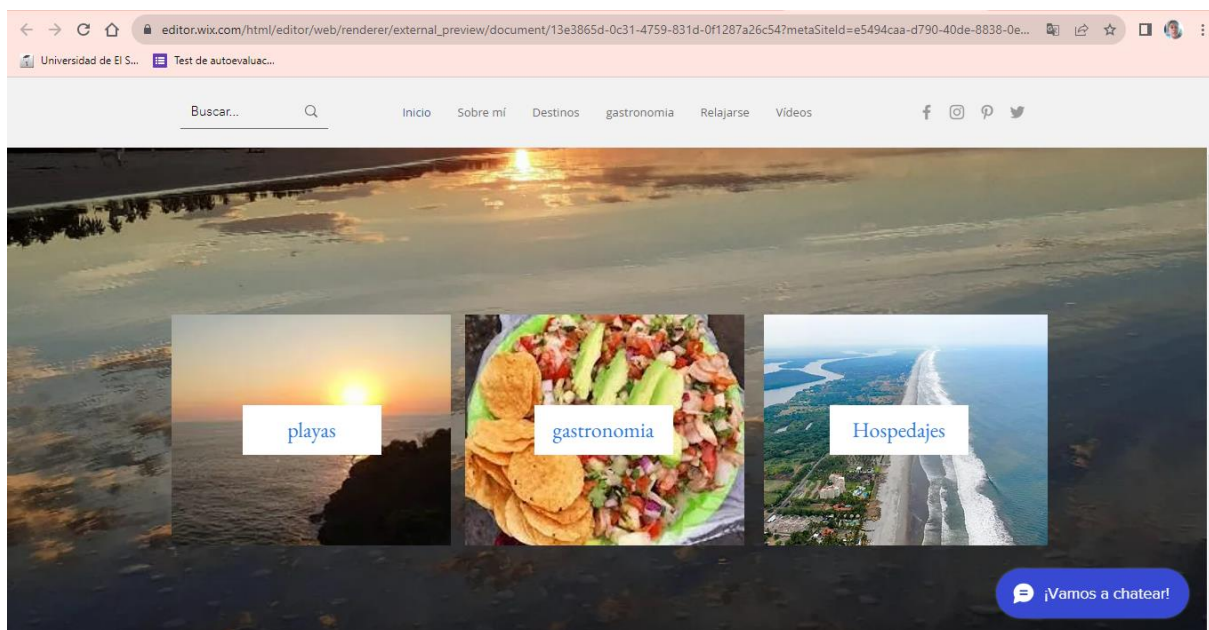 editor.wix.com/html/editor/web/renderer/external_preview/document/13e3865d-0c31-4759-831d-0f1287a26c54?metaSiteId=e5494caa-d790-40de-8838-0e...
Universidad de El S... Test de autoevaluac...
Buscar... Inicio Sobre mí Destinos gastronomia Relajarse Vídeos
playas gastronomia Hospedajes
¡Vamos a chatear!